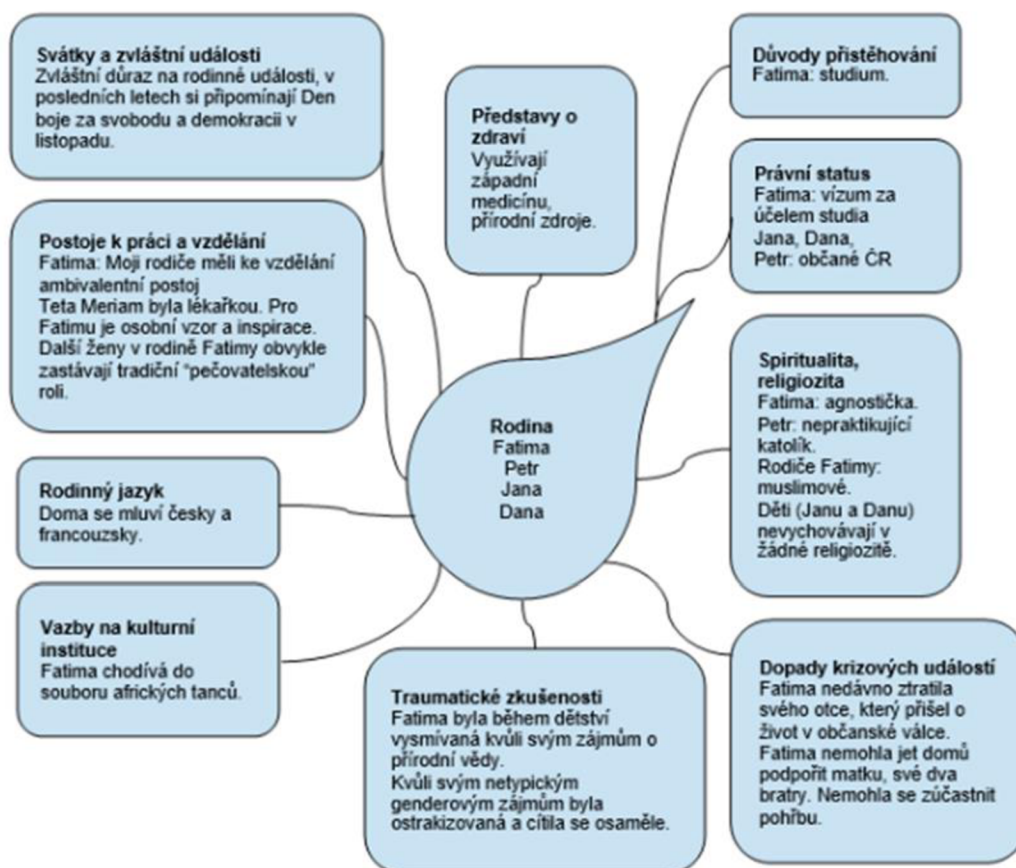 Svátky a zvláštní události
Zvláštní důraz na rodinné události, v
posledních letech si připomínají Den
boje za svobodu a demokracii v
listopadu.
Představy o
zdraví
Využívají
západní
medicínu,
přírodní zdroje.
Důvody přistěhování
Fatima: studium.
Právní status
Fatima: vízum za
účelem studia
Jana, Dana,
Petr: občané ČR
Postoje k práci a vzdělání
Fatima: Moji rodiče měli ke vzdělání
ambivalentní postoj
Teta Meriam byla lékařkou. Pro
Fatimu je osobní vzor a inspirace.
Další ženy v rodině Fatimy obvykle
zastávají tradiční "pečovatelskou"
roli.
Rodina
Fatima
Petr
Jana
Dana
Spiritualita,
religiozita
Fatima: agnostička.
Petr: nepraktikující
katolík.
Rodiče Fatimy:
muslimové.
Děti (Janu a Danu)
nevychovávají v
žádné religiozitě.
Rodinný jazyk
Doma se mluví česky a
francouzsky.
Vazby na kulturní
instituce
Fatima chodívá do
souboru afrických tanců.
Traumatické zkušenosti
Fatima byla během dětství
vysmívaná kvůli svým zájmům o
přírodní vědy.
Kvůli svým netypickým
genderovým zájmům byla
ostrakizovaná a cítila se osaměle.
Dopady krizových událostí
Fatima nedávno ztratila
svého otce, který přišel o
život v občanské válce.
Fatima nemohla jet domů
podpořit matku, své dva
bratry. Nemohla se zúčastnit
pohřbu.